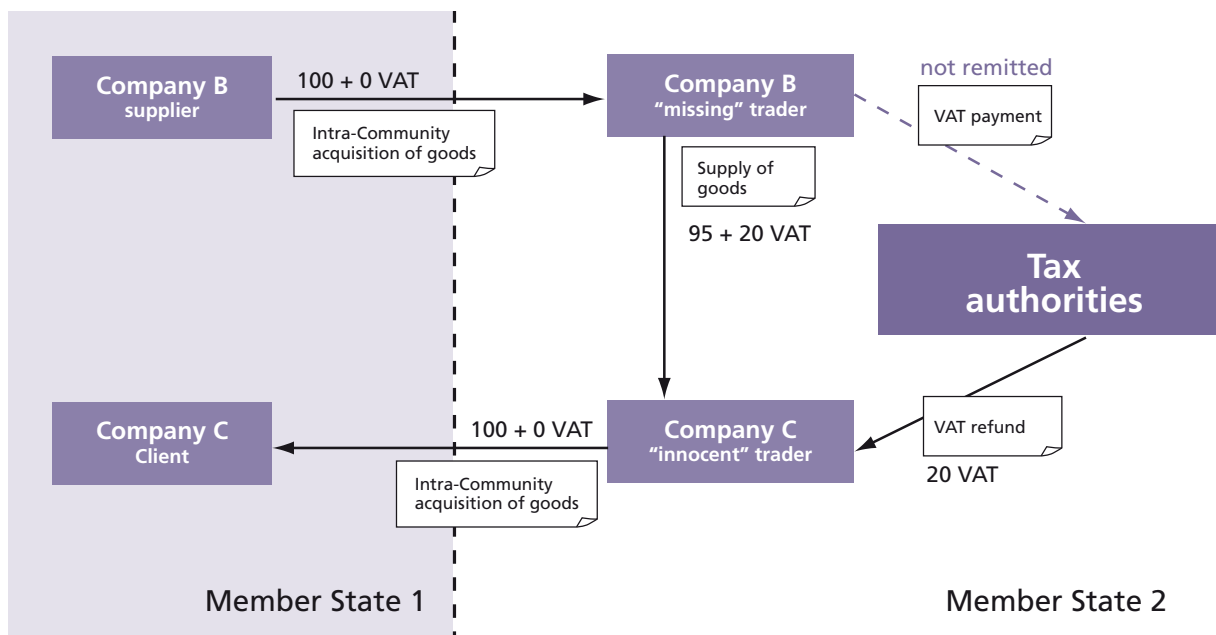 Company B
supplier
100 + 0 VAT
Intra-Community
acquisition of goods
Company B
“missing” trader
not remitted
VAT payment
Supply of
goods
95 + 20 VAT
Tax
authorities
Company C
Client
100 + 0 VAT
Intra-Community
acquisition of goods
Company C
“innocent” trader
VAT refund
20 VAT
Member State 1
Member State 2